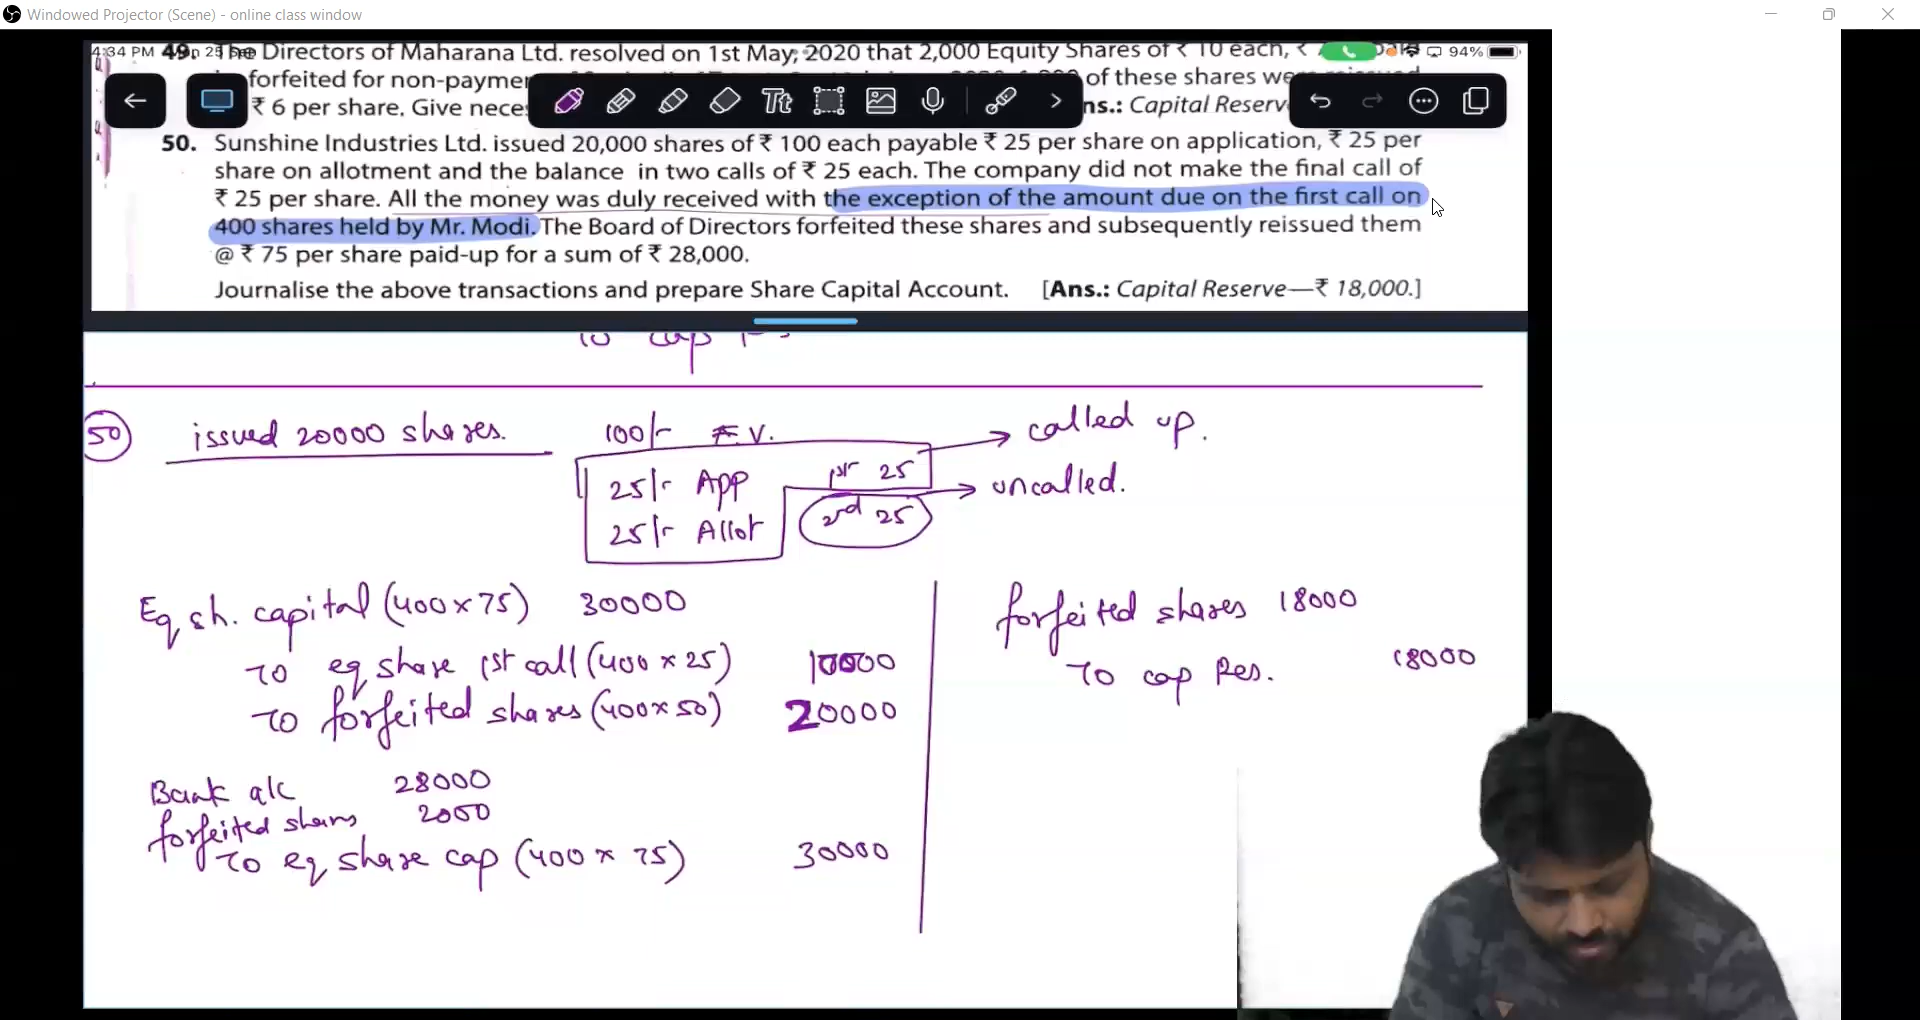 Windowed Projector (Scene) - online class window
4:34 PM Mon 25 Sep
94%
49. The Directors of Maharana Ltd. resolved on 1st May, 2020 that 2,000 Equity Shares of ₹ 10 each, ₹
forfeited for non-paymen of these shares we
₹ 6 per share. Give nece ns.: Capital Reserv
Tt
50. Sunshine Industries Ltd. issued 20,000 shares of ₹ 100 each payable ₹ 25 per share on application, ₹ 25 per
share on allotment and the balance in two calls of ₹ 25 each. The company did not make the final call of
₹ 25 per share. All the money was duly received with the exception of the amount due on the first call on
400 shares held by Mr. Modi. The Board of Directors forfeited these shares and subsequently reissued them
@ ₹ 75 per share paid-up for a sum of ₹ 28,000.
Journalise the above transactions and prepare Share Capital Account. [Ans.: Capital Reserve—₹ 18,000.]
To cap
50 issued 20000 shares. 100/- F.V. called up.
25/- App 1st 25 uncalled.
25/- Allot 2nd 25
Eq sh. capital (400 x 75) 30000
To eq share 1st call (400 x 25) 10000
To forfeited shares (400 x 50) 20000
Bank a/c 28000
forfeited shares 2000
To eq share cap (400 x 75) 30000
forfeited shares 18000
To cap Res. 18000